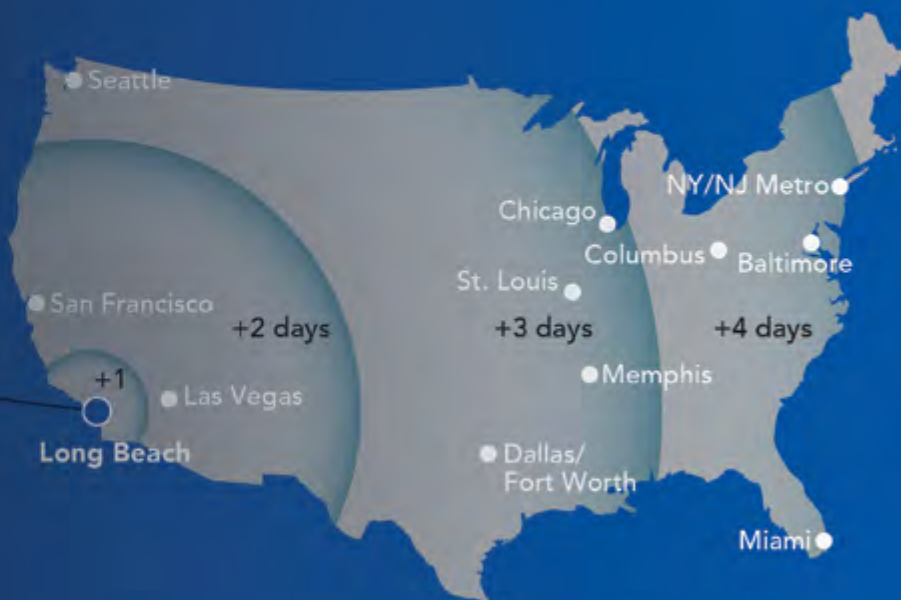 Seattle
NY/NJ Metro
Chicago
Columbus
Baltimore
St. Louis
San Francisco
+2 days
+3 days
+4 days
+1
Las Vegas
Memphis
Long Beach
Dallas/
Fort Worth
Miami